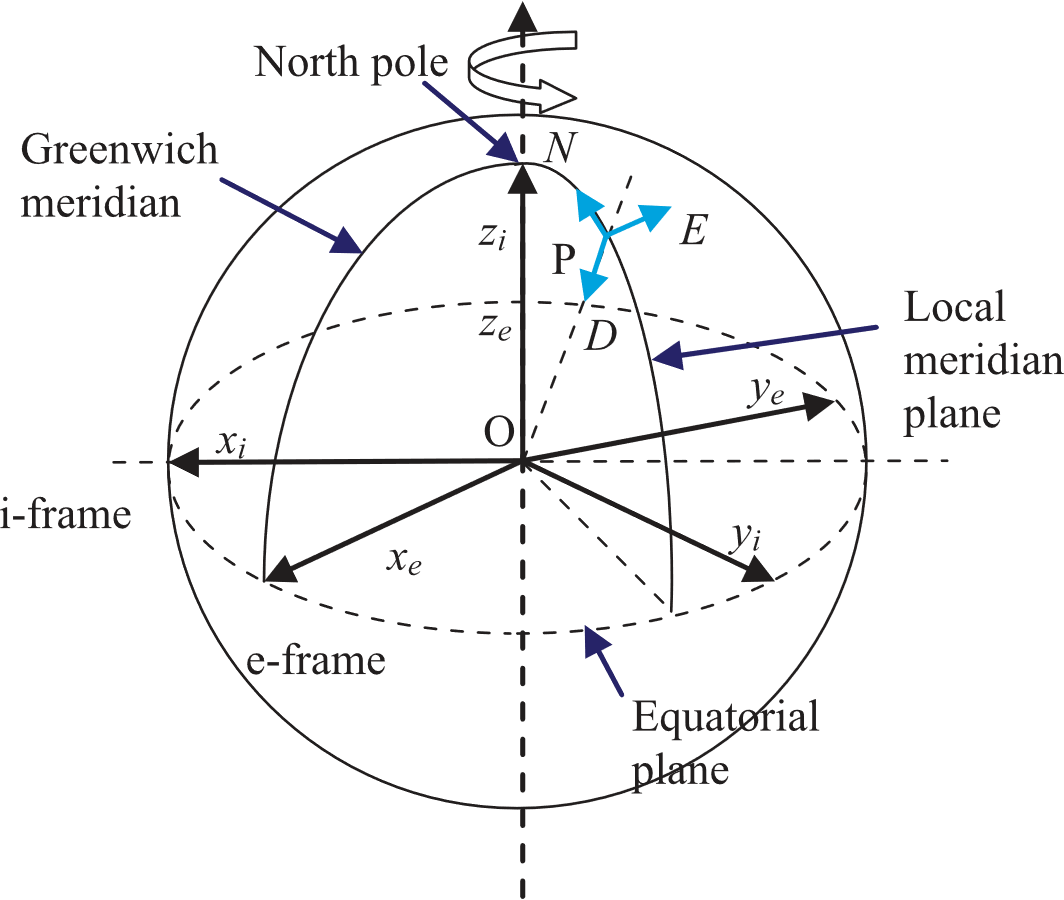 North pole
Greenwich
meridian
N
E
z_i
P
z_e
D
Local
meridian
plane
y_e
O
x_i
i-frame
y_i
x_e
e-frame
Equatorial
plane